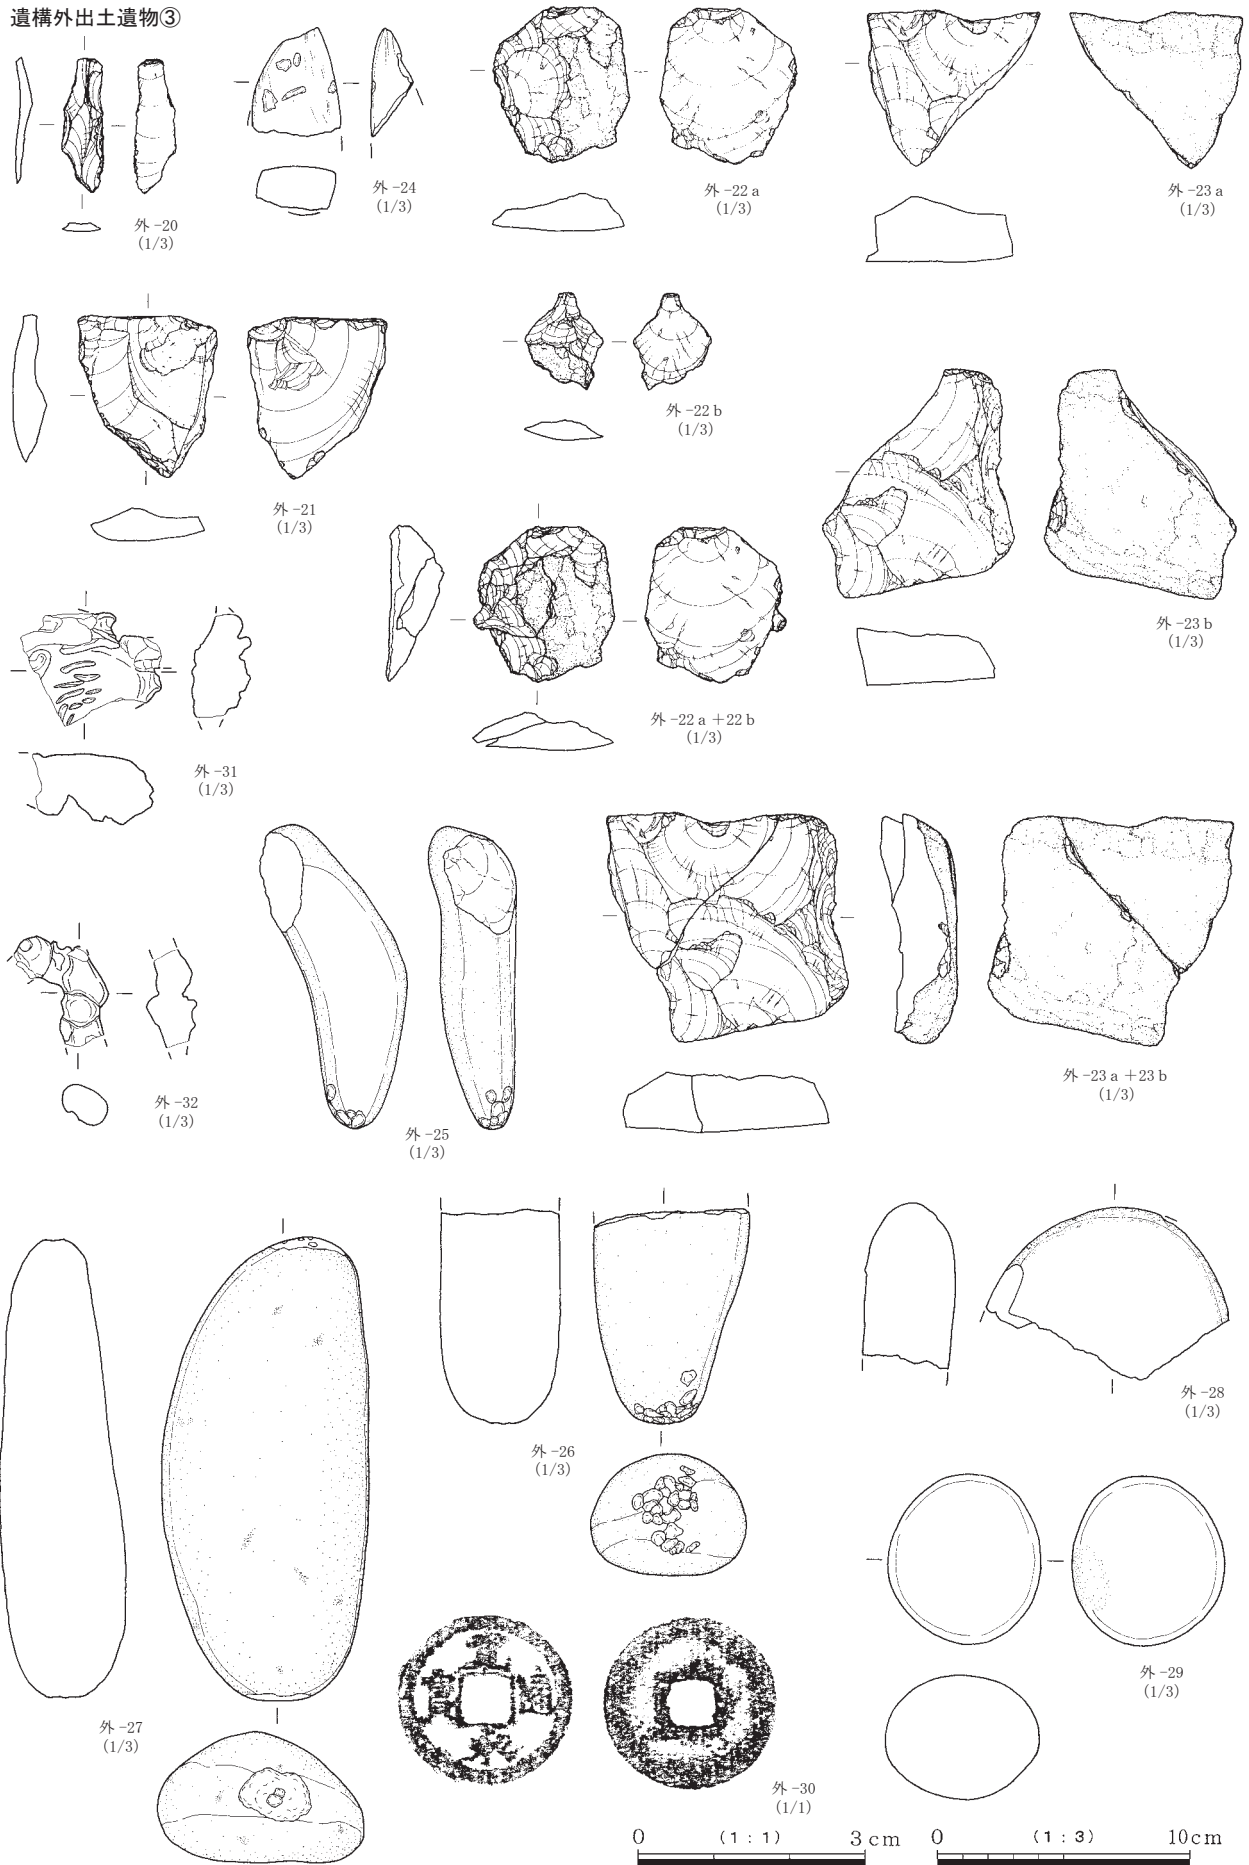 遺構外出土遺物③
外-20
(1/3)
外-24
(1/3)
外-22 a
(1/3)
外-23 a
(1/3)
外-21
(1/3)
外-22 b
(1/3)
外-23 b
(1/3)
外-22 a +22 b
(1/3)
外-31
(1/3)
外-32
(1/3)
外-25
(1/3)
外-23 a +23 b
(1/3)
外-26
(1/3)
外-28
(1/3)
外-27
(1/3)
外-29
(1/3)
外-30
(1/1)
0 (1:1) 3cm
0 (1:3) 10cm